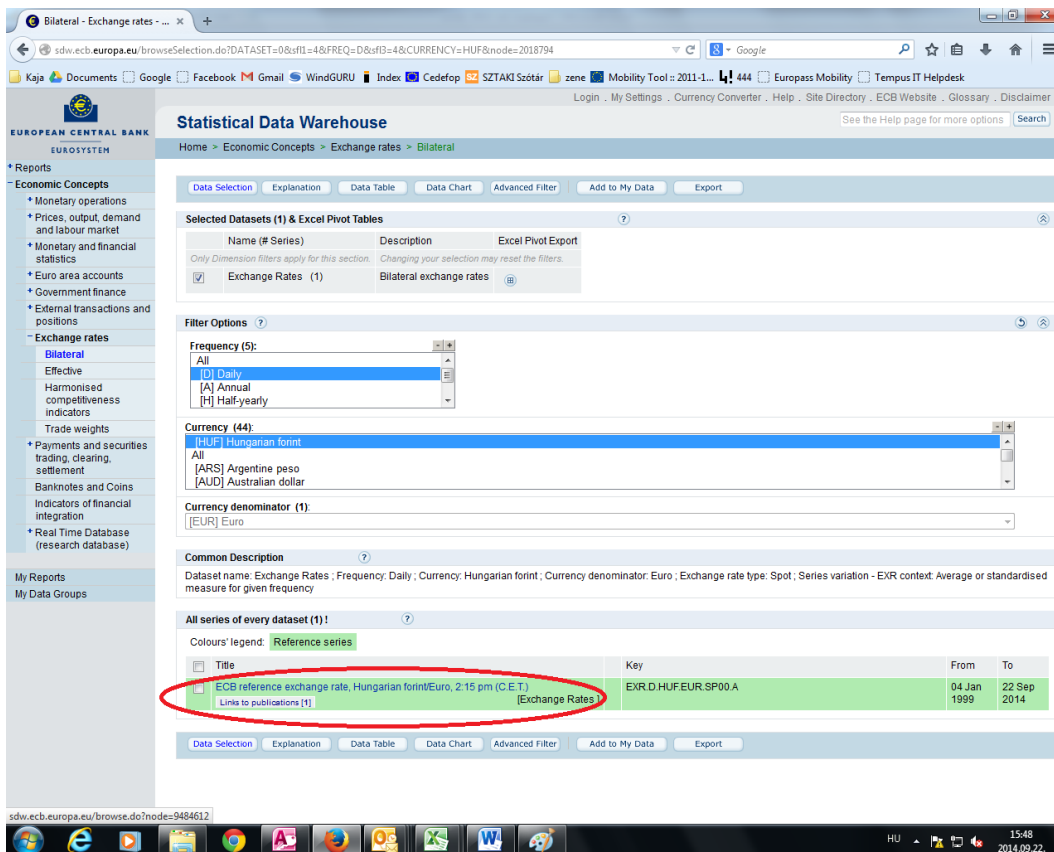 Bilateral - Exchange rates - ... × +
sdw.ecb.europa.eu/browseSelection.do?DATASET=0&sfl1=4&FREQ=D&sfl3=4&CURRENCY=HUF&node=2018794
Google
Kaja Documents Google Facebook Gmail WindGURU Index Cedefop SZ SZTAKI Szótár zene Mobility Tool :: 2011-1... 444 Europass Mobility Tempus IT Helpdesk
Login . My Settings . Currency Converter . Help . Site Directory . ECB Website . Glossary . Disclaimer
EUROPEAN CENTRAL BANK
EUROSYSTEM
Statistical Data Warehouse
See the Help page for more options Search
Home > Economic Concepts > Exchange rates > Bilateral
+ Reports
- Economic Concepts
+ Monetary operations
+ Prices, output, demand
and labour market
+ Monetary and financial
statistics
+ Euro area accounts
+ Government finance
+ External transactions and
positions
- Exchange rates
Bilateral
Effective
Harmonised
competitiveness
indicators
Trade weights
+ Payments and securities
trading, clearing,
settlement
Banknotes and Coins
Indicators of financial
integration
+ Real Time Database
(research database)
My Reports
My Data Groups
Data Selection Explanation Data Table Data Chart Advanced Filter Add to My Data Export
Selected Datasets (1) & Excel Pivot Tables ?
Name (# Series) Description Excel Pivot Export
Only Dimension filters apply for this section. Changing your selection may reset the filters.
Exchange Rates (1) Bilateral exchange rates
Filter Options ?
Frequency (5): - +
All
[D] Daily
[A] Annual
[H] Half-yearly
Currency (44): - +
[HUF] Hungarian forint
All
[ARS] Argentine peso
[AUD] Australian dollar
Currency denominator (1):
[EUR] Euro
Common Description ?
Dataset name: Exchange Rates ; Frequency: Daily ; Currency: Hungarian forint ; Currency denominator: Euro ; Exchange rate type: Spot ; Series variation - EXR context: Average or standardised
measure for given frequency
All series of every dataset (1) ! ?
Colours' legend: Reference series
Title Key From To
ECB reference exchange rate, Hungarian forint/Euro, 2:15 pm (C.E.T.) EXR.D.HUF.EUR.SP00.A 04 Jan 22 Sep
Links to publications [1] [Exchange Rates ] 1999 2014
Data Selection Explanation Data Table Data Chart Advanced Filter Add to My Data Export
sdw.ecb.europa.eu/browse.do?node=9484612
HU 15:48
2014.09.22.